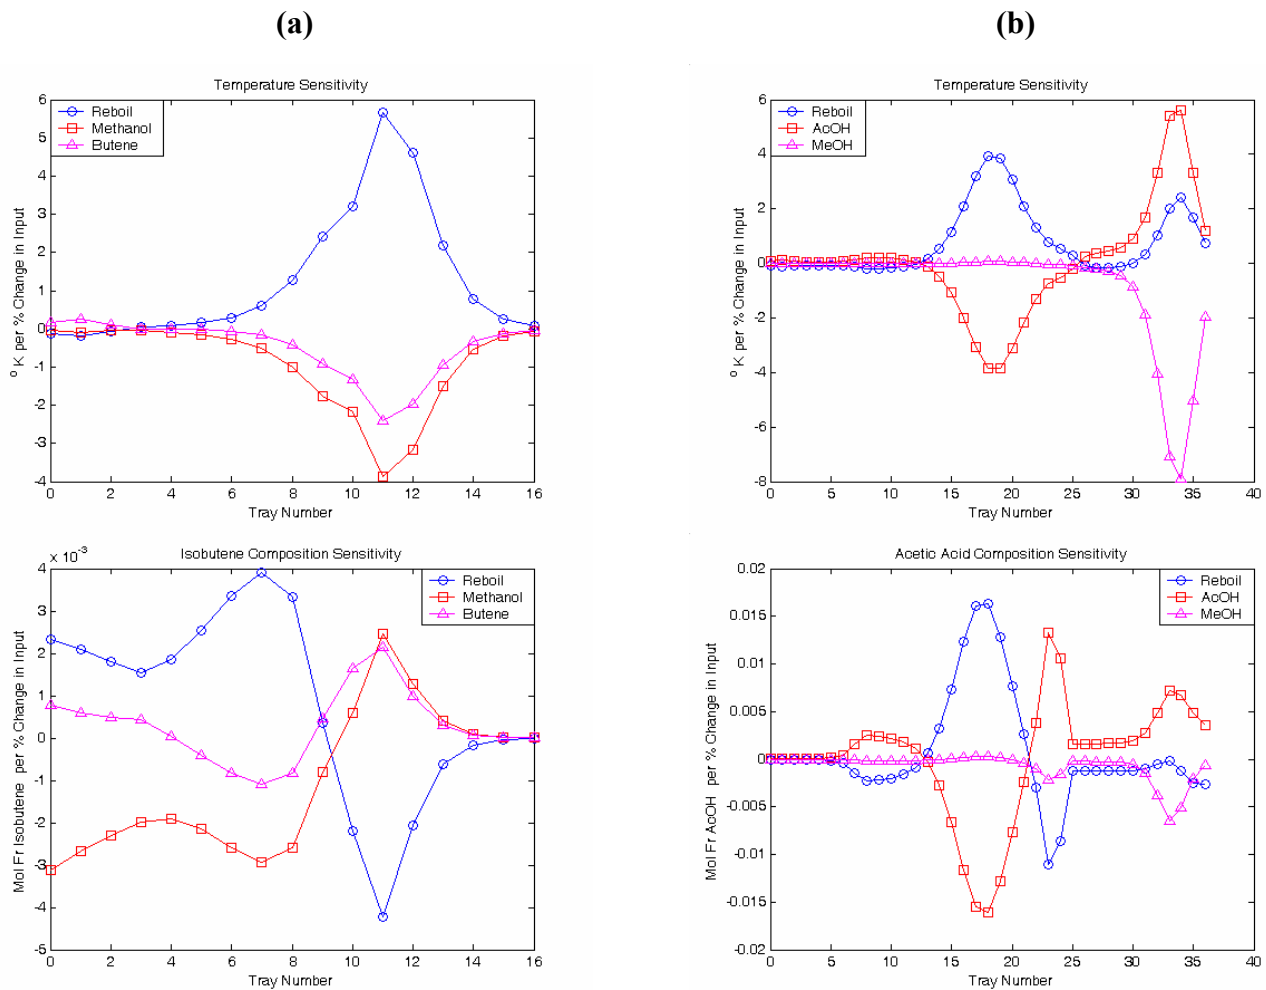 (a)
Temperature Sensitivity
6
5
4
3
2
1
0
-1
-2
-3
-4
Reboil
Methanol
Butene
º K per % Change in Input
0 2 4 6 8 10 12 14 16
Tray Number
x 10⁻³
Isobutene Composition Sensitivity
4
3
2
1
0
-1
-2
-3
-4
-5
Reboil
Methanol
Butene
Mol Fr Isobutene per % Change in Input
0 2 4 6 8 10 12 14 16
Tray Number
(b)
Temperature Sensitivity
6
4
2
0
-2
-4
-6
-8
Reboil
AcOH
MeOH
º K per % Change in Input
0 5 10 15 20 25 30 35 40
Tray Number
Acetic Acid Composition Sensitivity
0.02
0.015
0.01
0.005
0
-0.005
-0.01
-0.015
-0.02
Reboil
AcOH
MeOH
Mol Fr AcOH per % Change in Input
0 5 10 15 20 25 30 35 40
Tray Number